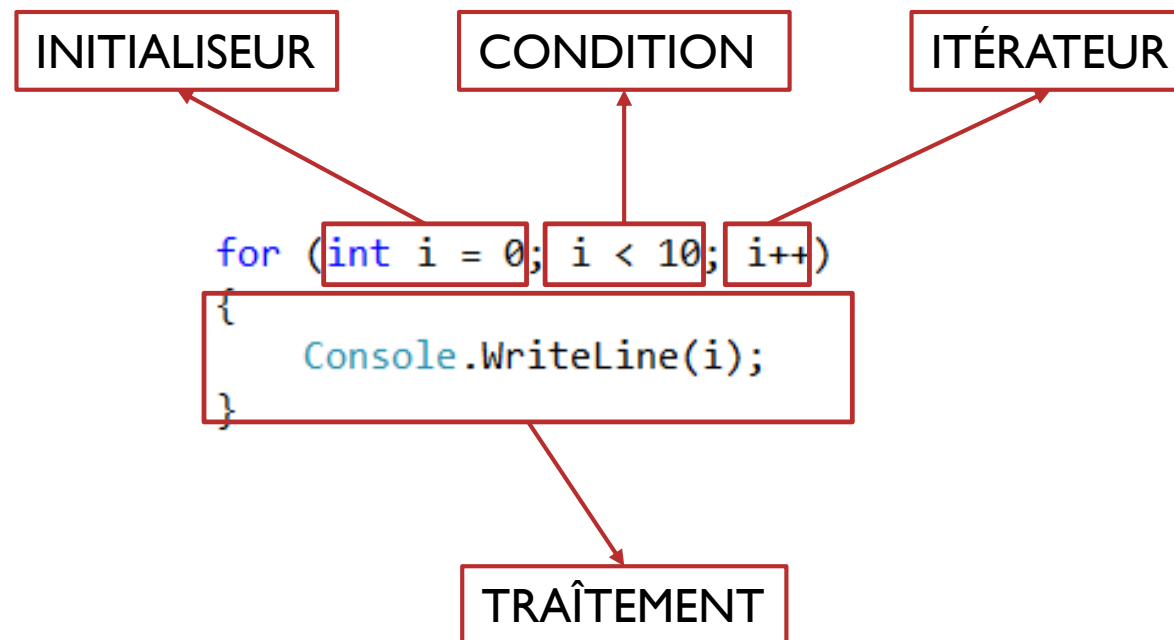 INITIALISEUR
CONDITION
ITÉRATEUR
for (int i = 0; i < 10; i++)
{
Console.WriteLine(i);
}
TRAÎTEMENT